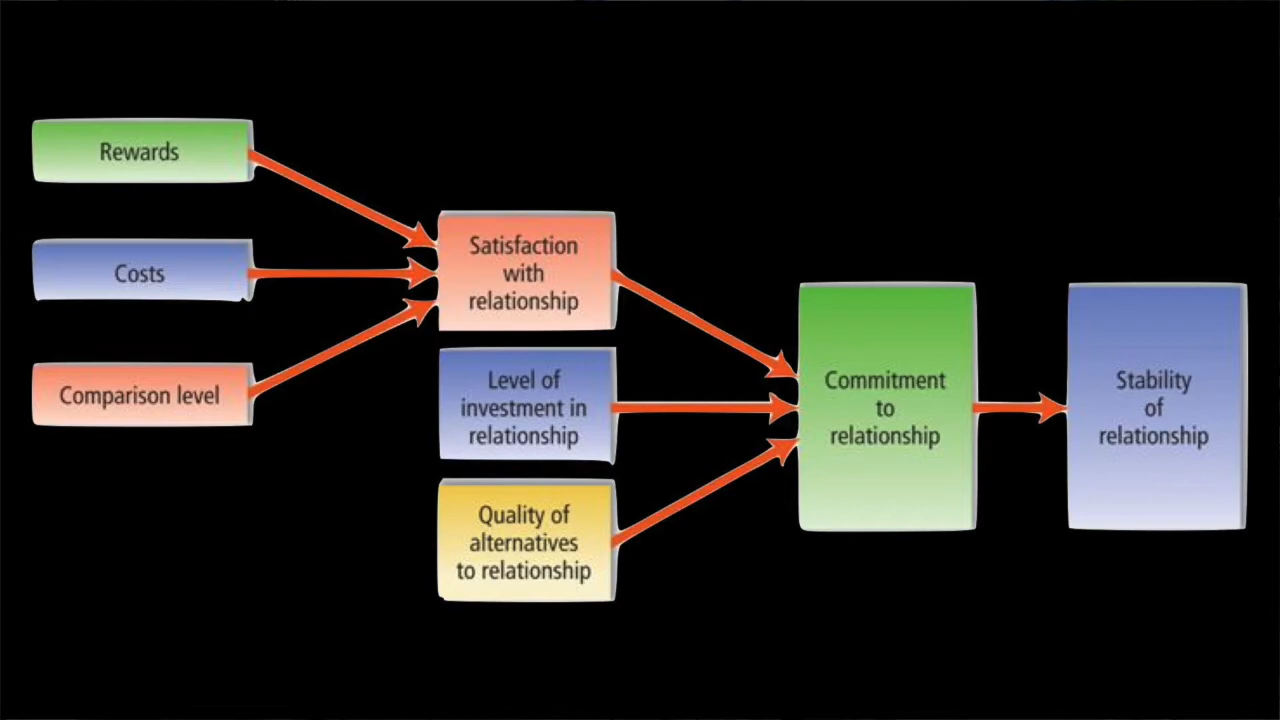 Rewards
Costs
Comparison level
Satisfaction
with
relationship
Level of
investment in
relationship
Quality of
alternatives
to relationship
Commitment
to
relationship
Stability
of
relationship